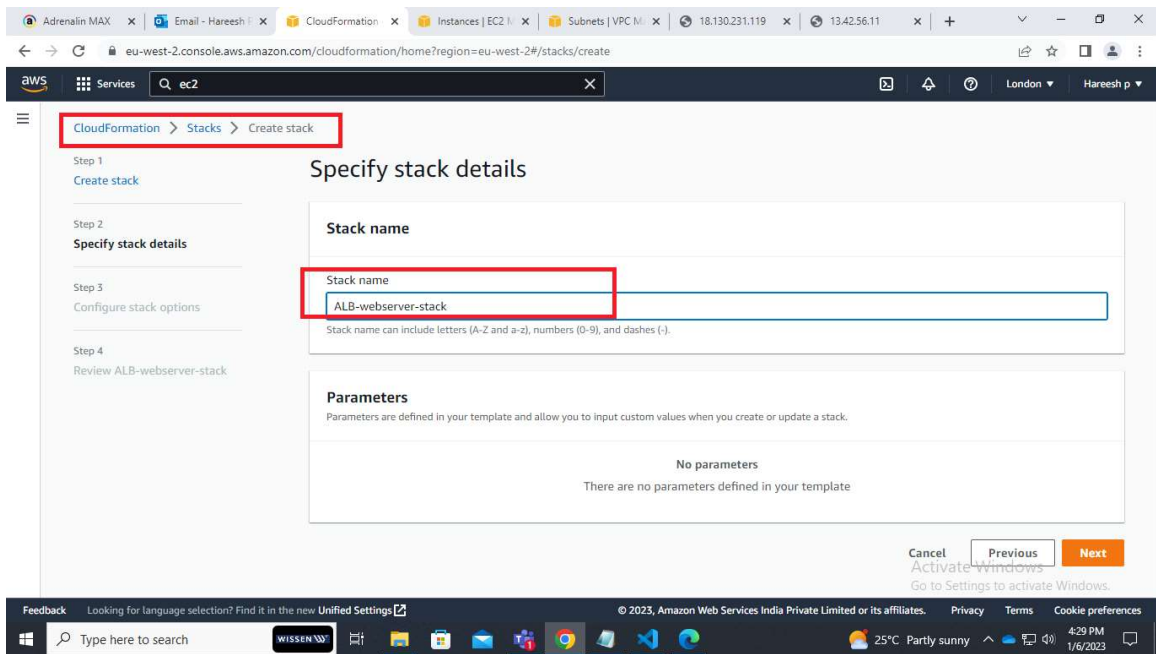 Adrenalin MAX
Email - Hareesh P
CloudFormation
Instances | EC2 M
Subnets | VPC M
18.130.231.119
13.42.56.11
eu-west-2.console.aws.amazon.com/cloudformation/home?region=eu-west-2#/stacks/create
aws
Services
ec2
London
Hareesh p
CloudFormation > Stacks > Create stack
Step 1
Create stack
Step 2
Specify stack details
Step 3
Configure stack options
Step 4
Review ALB-webserver-stack
Specify stack details
Stack name
Stack name
ALB-webserver-stack
Stack name can include letters (A-Z and a-z), numbers (0-9), and dashes (-).
Parameters
Parameters are defined in your template and allow you to input custom values when you create or update a stack.
No parameters
There are no parameters defined in your template
Cancel
Previous
Next
Activate Windows
Go to Settings to activate Windows.
Feedback
Looking for language selection? Find it in the new Unified Settings
© 2023, Amazon Web Services India Private Limited or its affiliates.
Privacy
Terms
Cookie preferences
Type here to search
WISSEN
25°C Partly sunny
4:29 PM
1/6/2023